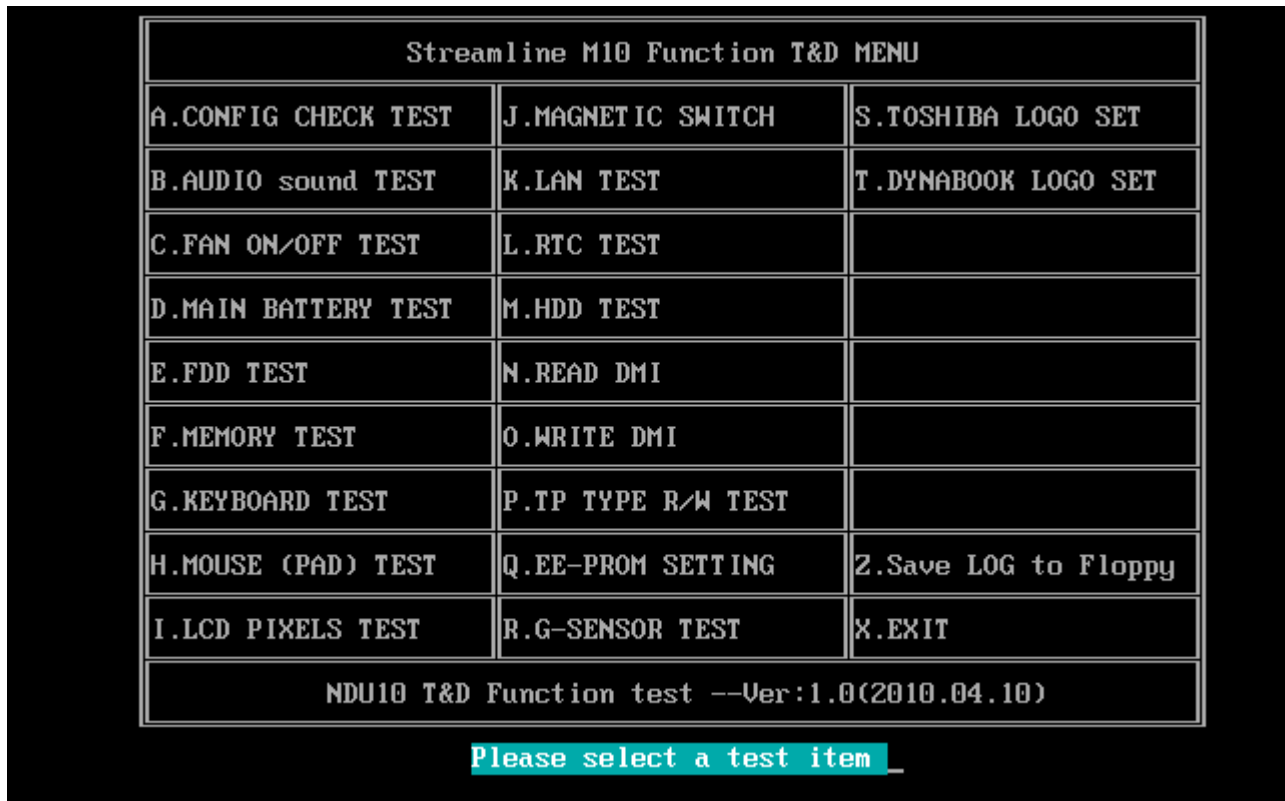 Streamline M10 Function T&D MENU
A.CONFIG CHECK TEST J.MAGNETIC SWITCH S.TOSHIBA LOGO SET
B.AUDIO sound TEST K.LAN TEST T.DYNABOOK LOGO SET
C.FAN ON/OFF TEST L.RTC TEST
D.MAIN BATTERY TEST M.HDD TEST
E.FDD TEST N.READ DMI
F.MEMORY TEST O.WRITE DMI
G.KEYBOARD TEST P.TP TYPE R/W TEST
H.MOUSE (PAD) TEST Q.EE-PROM SETTING Z.Save LOG to Floppy
I.LCD PIXELS TEST R.G-SENSOR TEST X.EXIT
NDU10 T&D Function test --Ver:1.0(2010.04.10)
Please select a test item _